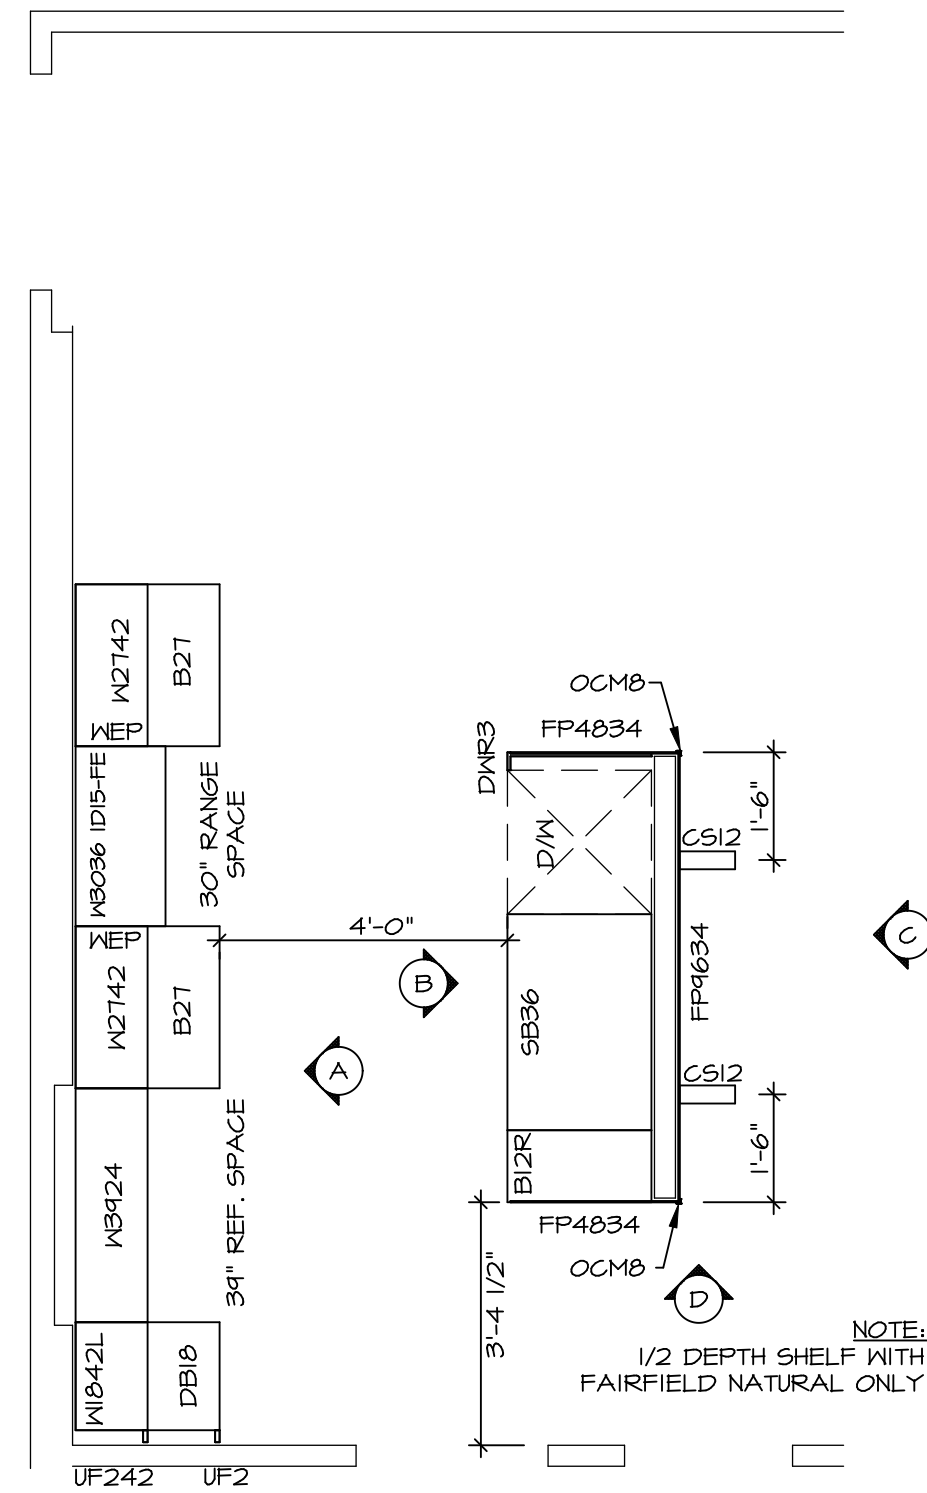 W2742
B27
WEP
W3036 1D15-FE
30" RANGE
SPACE
WEP
W2742
B27
4'-0"
B
A
W3924
39" REF. SPACE
W1842L
DB18
UF242
UF2
OCM8
FP4834
DWR3
D/W
1'-6"
CS12
FP9634
C
SB36
CS12
B12R
1'-6"
FP4834
OCM8
3'-4 1/2"
D
NOTE:
1/2 DEPTH SHELF WITH
FAIRFIELD NATURAL ONLY